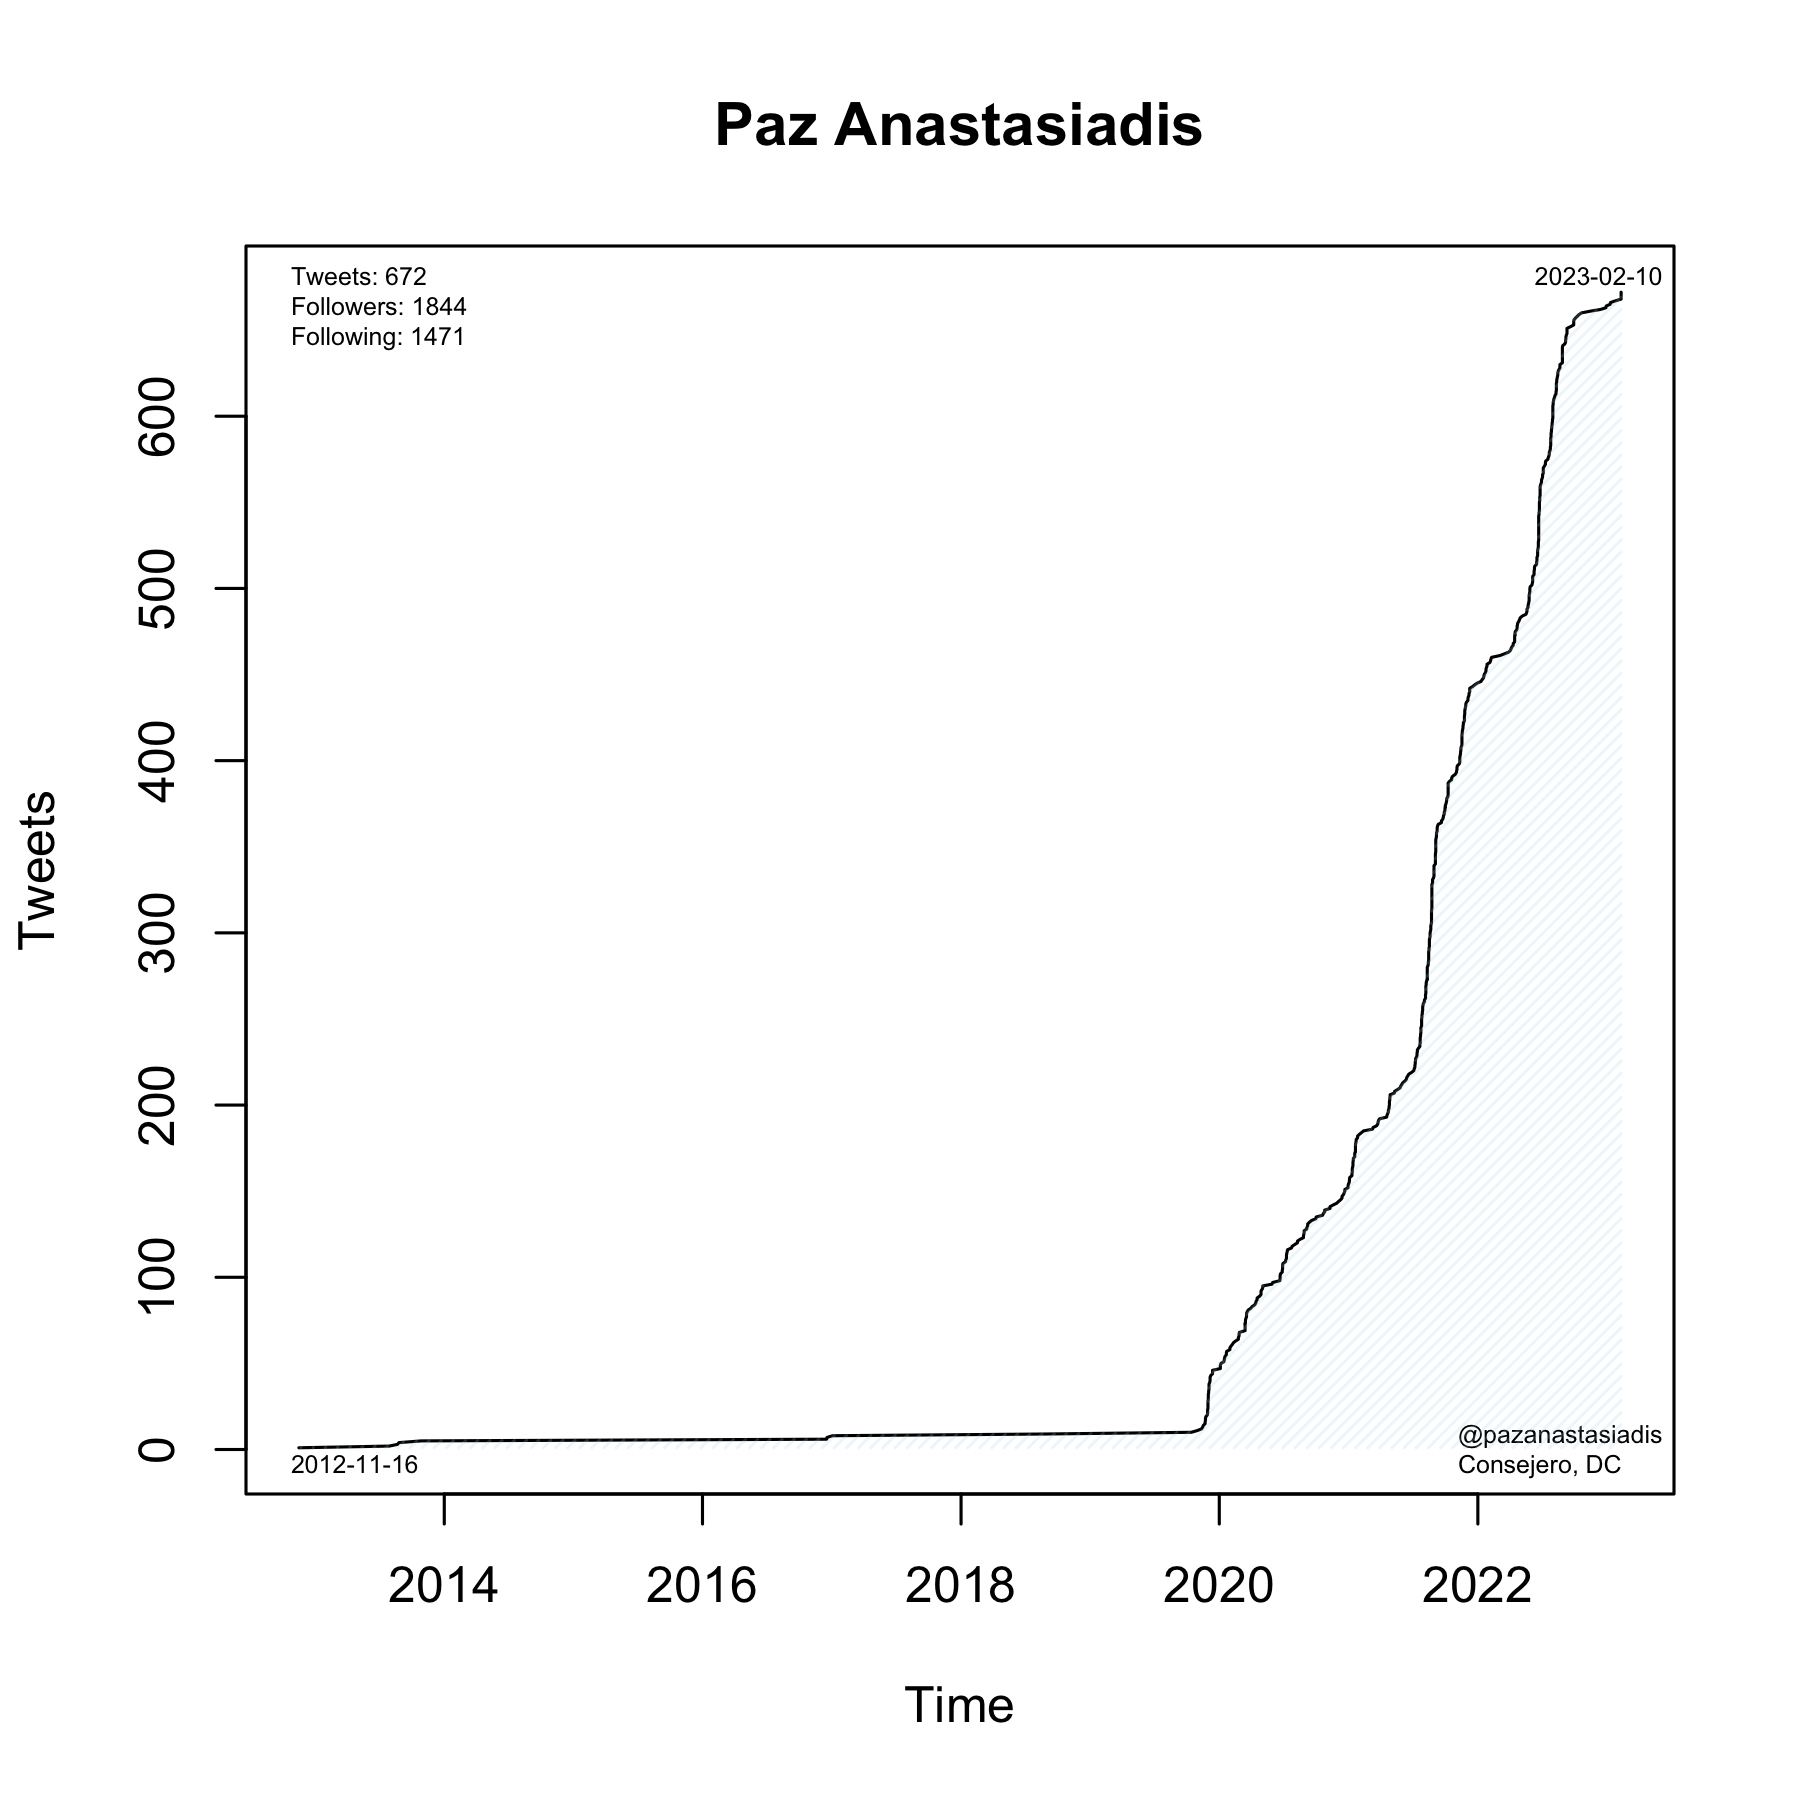 Paz Anastasiadis
Tweets: 672
Followers: 1844
Following: 1471
2023-02-10
Tweets
600
500
400
300
200
100
0
2012-11-16
@pazanastasiadis
Consejero, DC
2014
2016
2018
2020
2022
Time